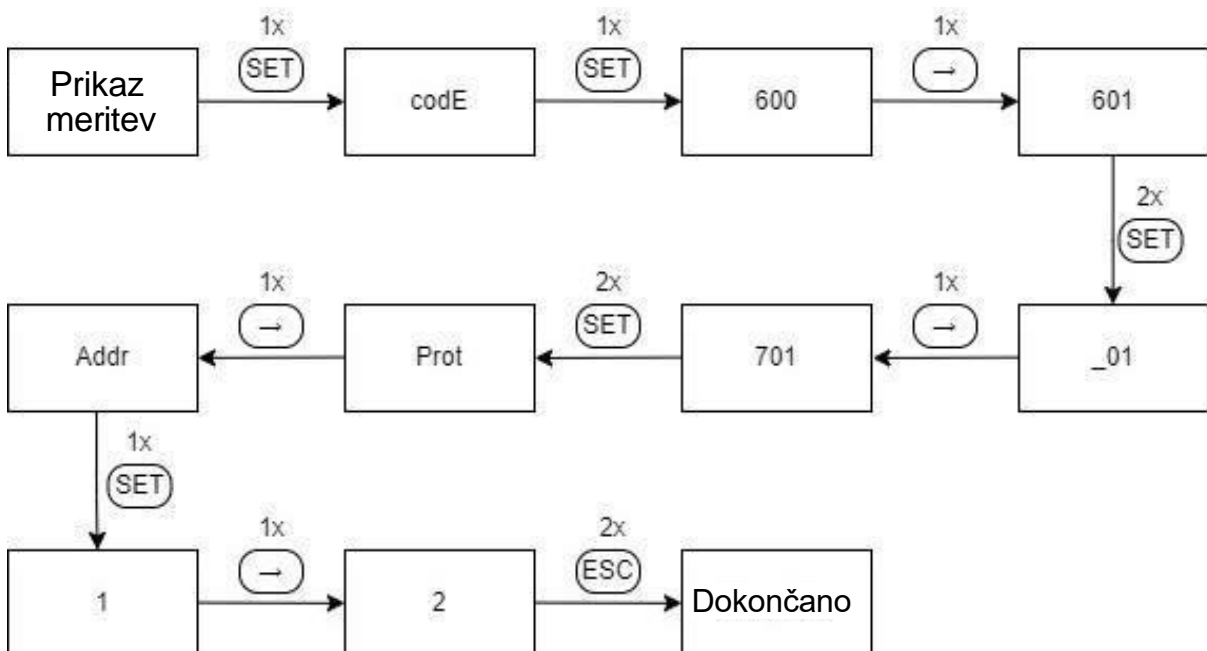 1x
SET
1x
SET
1x
→
Prikaz
meritev
codE
600
601
2x
SET
1x
→
2x
SET
1x
→
Addr
Prot
701
_01
1x
SET
1x
→
2x
ESC
1
2
Dokončano